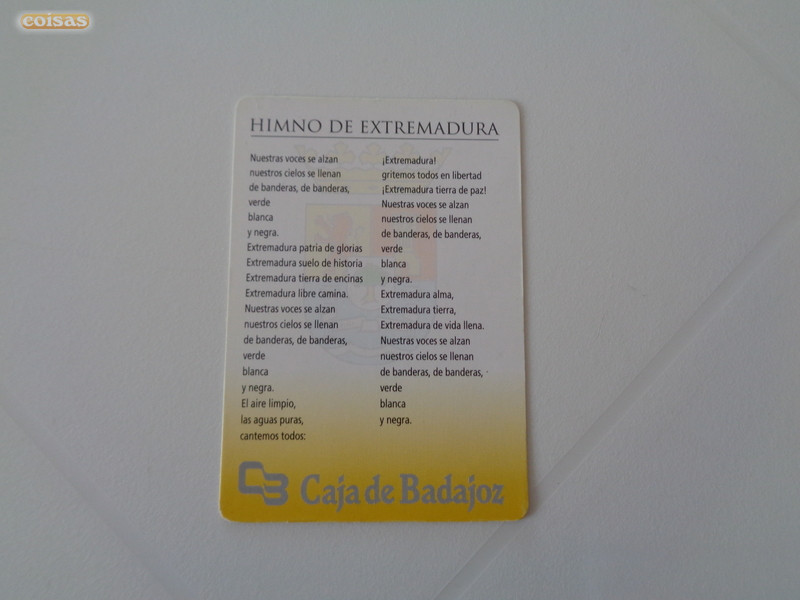 coisas
HIMNO DE EXTREMADURA
Nuestras voces se alzan
nuestros cielos se llenan
de banderas, de banderas,
verde
blanca
y negra.
Extremadura patria de glorias
Extremadura suelo de historia
Extremadura tierra de encinas
Extremadura libre camina.
Nuestras voces se alzan
nuestros cielos se llenan
de banderas, de banderas,
verde
blanca
y negra.
El aire limpio,
las aguas puras,
cantemos todos:
¡Extremadura!
gritemos todos en libertad
¡Extremadura tierra de paz!
Nuestras voces se alzan
nuestros cielos se llenan
de banderas, de banderas,
verde
blanca
y negra.
Extremadura alma,
Extremadura tierra,
Extremadura de vida llena.
Nuestras voces se alzan
nuestros cielos se llenan
de banderas, de banderas,
verde
blanca
y negra.
CB Caja de Badajoz